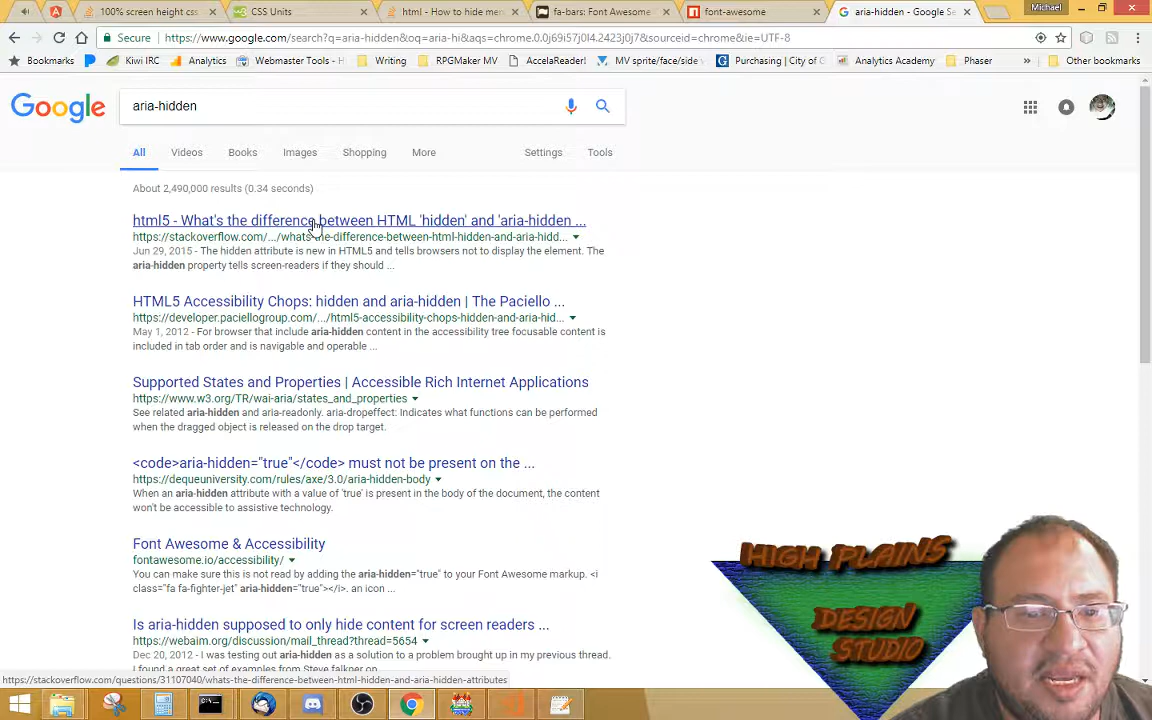 100% screen height css
CSS Units
html - How to hide men
fa-bars: Font Awesome
font-awesome
aria-hidden - Google Se
Michael
Secure
https://www.google.com/search?q=aria-hidden&oq=aria-hi&aqs=chrome.0.0j69i57j0l4.2423j0j7&sourceid=chrome&ie=UTF-8
Bookmarks
Kiwi IRC
Analytics
Webmaster Tools - H
Writing
RPGMaker MV
AccelaReader!
MV sprite/face/side
Purchasing | City of
Analytics Academy
Phaser
»
Other bookmarks
Google
aria-hidden
All
Videos
Books
Images
Shopping
More
Settings
Tools
About 2,490,000 results (0.34 seconds)
html5 - What's the difference between HTML 'hidden' and 'aria-hidden ...
https://stackoverflow.com/.../whats-the-difference-between-html-hidden-and-aria-hidd...
Jun 29, 2015 - The hidden attribute is new in HTML5 and tells browsers not to display the element. The
aria-hidden property tells screen-readers if they should ...
HTML5 Accessibility Chops: hidden and aria-hidden | The Paciello ...
https://developer.paciellogroup.com/.../html5-accessibility-chops-hidden-and-aria-hid...
May 1, 2012 - For browser that include aria-hidden content in the accessibility tree focusable content is
included in tab order and is navigable and operable ...
Supported States and Properties | Accessible Rich Internet Applications
https://www.w3.org/TR/wai-aria/states_and_properties
See related aria-hidden and aria-readonly. aria-dropeffect: Indicates what functions can be performed
when the dragged object is released on the drop target.
<code>aria-hidden="true"</code> must not be present on the ...
https://dequeuniversity.com/rules/axe/3.0/aria-hidden-body
When an aria-hidden attribute with a value of 'true' is present in the body of the document, the content
won't be accessible to assistive technology.
Font Awesome & Accessibility
fontawesome.io/accessibility/
You can make sure this is not read by adding the aria-hidden="true" to your Font Awesome markup. <i
class="fa fa-fighter-jet" aria-hidden="true"></i>. an icon ...
Is aria-hidden supposed to only hide content for screen readers ...
https://webaim.org/discussion/mail_thread?thread=5654
Dec 20, 2012 - I was testing out aria-hidden as a solution to a problem brought up in my previous thread.
I found a great set of examples from Steve
https://stackoverflow.com/questions/31107040/whats-the-difference-between-html-hidden-and-aria-hidden-attributes
HIGH PLAINS
DESIGN
STUDIO